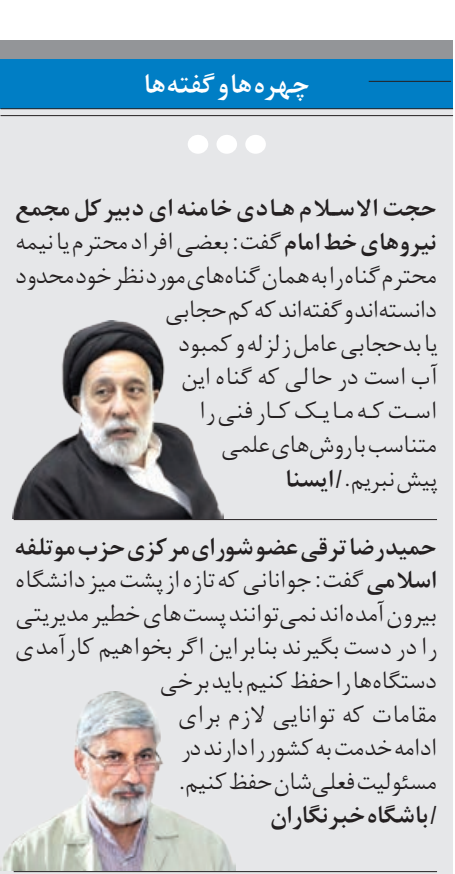 چهره‌ها و گفته‌ها
حجت الاسلام هادی خامنه ای دبیر کل مجمع
نیروهای خط امام گفت: بعضی افراد محترم یا نیمه
محترم گناه را به همان گناه‌های مورد نظر خود محدود
دانسته‌اند و گفته‌اند که کم حجابی
یا بدحجابی عامل زلزله و کمبود
آب است در حالی که گناه این
است که ما یک کار فنی را
متناسب با روش‌های علمی
پیش نبریم. /ایسنا
حمیدرضا ترقی عضو شورای مرکزی حزب موتلفه
اسلامی گفت: جوانانی که تازه از پشت میز دانشگاه
بیرون آمده‌اند نمی‌توانند پست‌های خطیر مدیریتی
را در دست بگیرند بنابراین اگر بخواهیم کارآمدی
دستگاه‌ها را حفظ کنیم باید برخی
مقامات که توانایی لازم برای
ادامه خدمت به کشور را دارند در
مسئولیت فعلی‌شان حفظ کنیم.
/باشگاه خبرنگاران